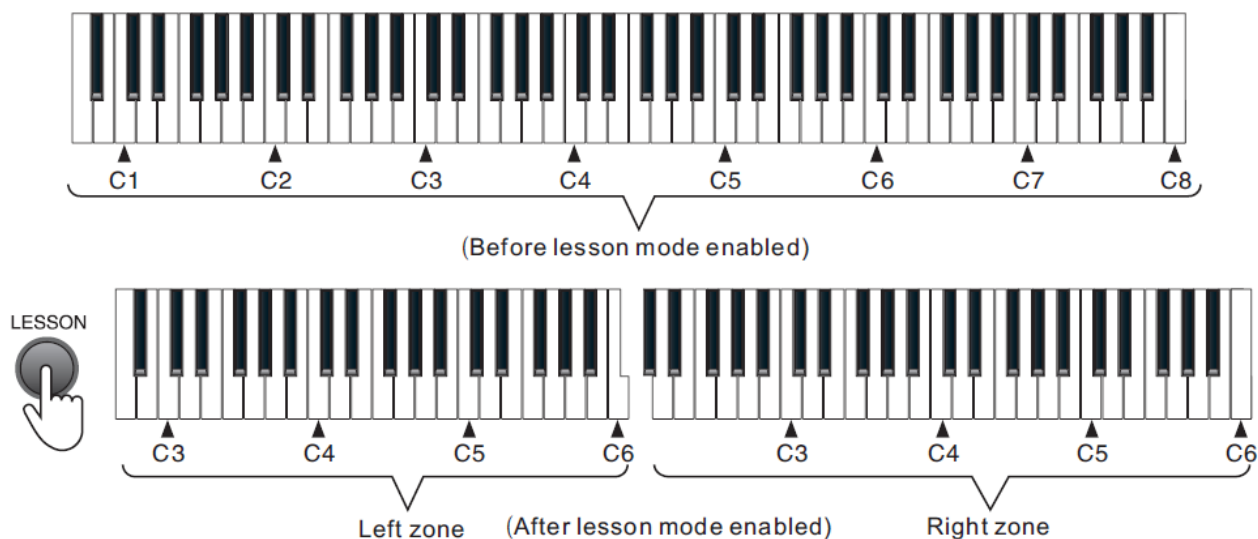 C1 C2 C3 C4 C5 C6 C7 C8
(Before lesson mode enabled)
LESSON
C3 C4 C5 C6 C3 C4 C5 C6
Left zone (After lesson mode enabled) Right zone